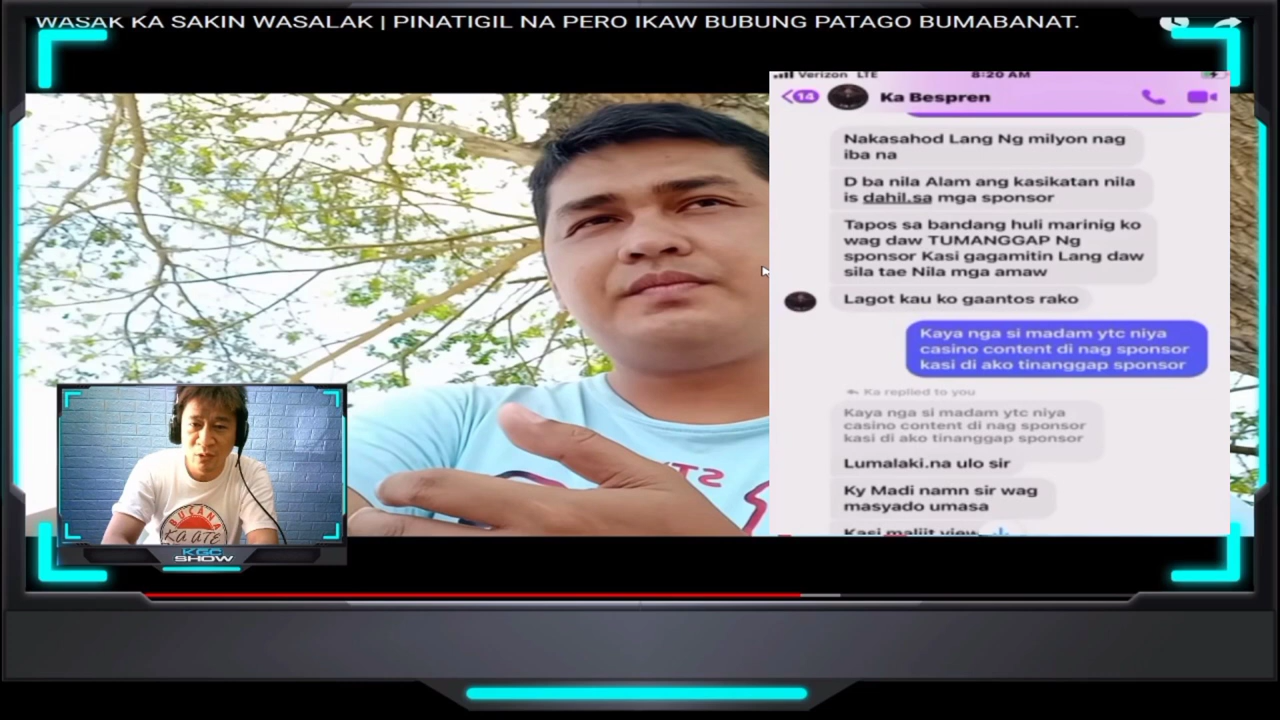 WASAK KA SAKIN WASALAK | PINATIGIL NA PERO IKAW BUBUNG PATAGO BUMABANAT.
Verizon LTE
8:20 AM
14
Ka Bespren
Nakasahod Lang Ng milyon nag
iba na
D ba nila Alam ang kasikatan nila
is dahil.sa mga sponsor
Tapos sa bandang huli marinig ko
wag daw TUMANGGAP Ng
sponsor Kasi gagamitin Lang daw
sila tae Nila mga amaw
Lagot kau ko gaantos rako
Kaya nga si madam ytc niya
casino content di nag sponsor
kasi di ako tinanggap sponsor
Ka replied to you
Kaya nga si madam ytc niya
casino content di nag sponsor
kasi di ako tinanggap sponsor
Lumalaki.na ulo sir
Ky Madi namn sir wag
masyado umasa
Kasi maliit view
BUCANA
KA ATE
KGC
SHOW